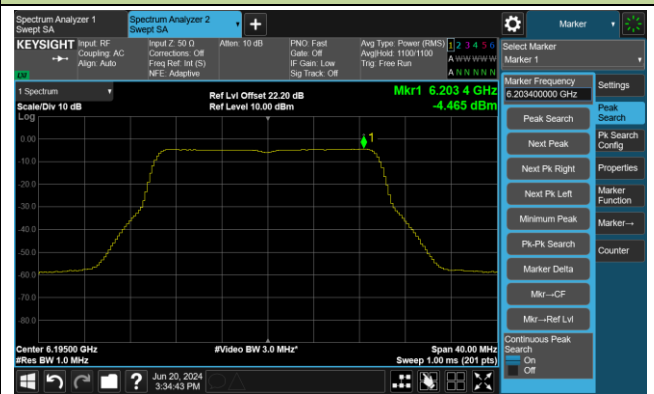 Spectrum Analyzer 1
Swept SA
Spectrum Analyzer 2
Swept SA
+
Marker
KEYSIGHT
Input: RF
Coupling: AC
Align: Auto
Input Z: 50 Ω
Corrections: Off
Freq Ref: Int (S)
NFE: Adaptive
Atten: 10 dB
PNO: Fast
Gate: Off
IF Gain: Low
Sig Track: Off
Avg Type: Power (RMS)
Avg|Hold: 1100/1100
Trig: Free Run
1 2 3 4 5 6
A W W W W W
A N N N N N
LXI
Select Marker
Marker 1
Marker Frequency
6.203400000 GHz
Settings
Peak Search
Peak
Search
Next Peak
Pk Search
Config
Next Pk Right
Properties
Next Pk Left
Marker
Function
Minimum Peak
Marker→
Pk-Pk Search
Counter
Marker Delta
Mkr→CF
Mkr→Ref Lvl
Continuous Peak
Search
On
Off
1 Spectrum
Scale/Div 10 dB
Log
Ref Lvl Offset 22.20 dB
Ref Level 10.00 dBm
Mkr1 6.203 4 GHz
-4.465 dBm
1
0.00
-10.0
-20.0
-30.0
-40.0
-50.0
-60.0
-70.0
-80.0
Center 6.19500 GHz
#Res BW 1.0 MHz
#Video BW 3.0 MHz*
Span 40.00 MHz
Sweep 1.00 ms (201 pts)
?
Jun 20, 2024
3:34:43 PM